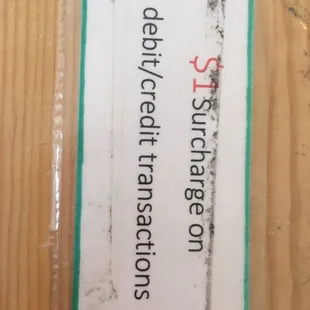 $1 Surcharge on
debit/credit transactions